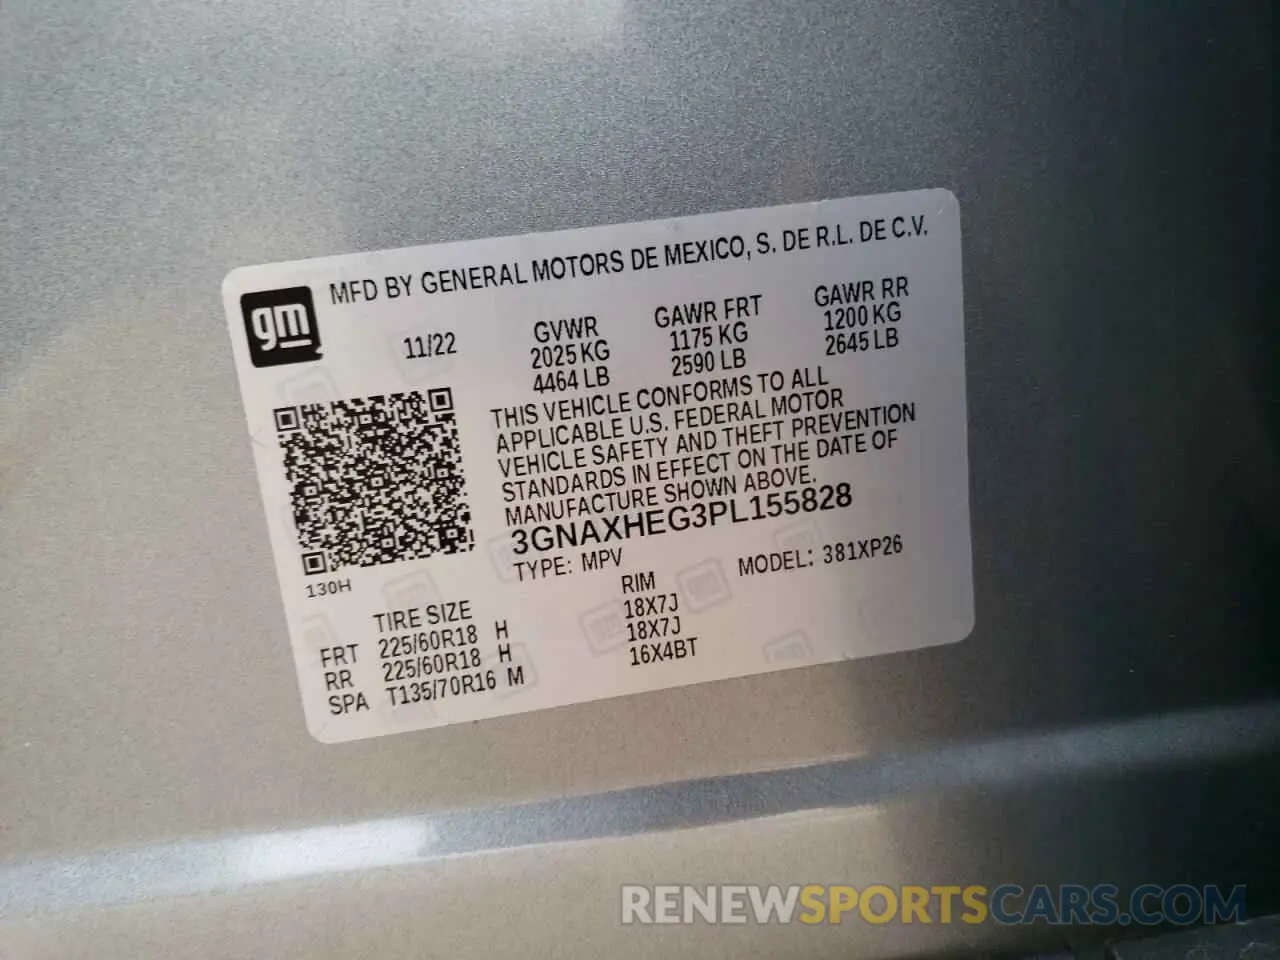 gm
MFD BY GENERAL MOTORS DE MEXICO, S. DE R.L. DE C.V.
11/22 GVWR GAWR FRT GAWR RR
2025 KG 1175 KG 1200 KG
4464 LB 2590 LB 2645 LB
THIS VEHICLE CONFORMS TO ALL
APPLICABLE U.S. FEDERAL MOTOR
VEHICLE SAFETY AND THEFT PREVENTION
STANDARDS IN EFFECT ON THE DATE OF
MANUFACTURE SHOWN ABOVE.
3GNAXHEG3PL155828
TYPE: MPV MODEL: 381XP26
130H
TIRE SIZE RIM
FRT 225/60R18 H 18X7J
RR 225/60R18 H 18X7J
SPA T135/70R16 M 16X4BT
RENEWSPORTSCARS.COM